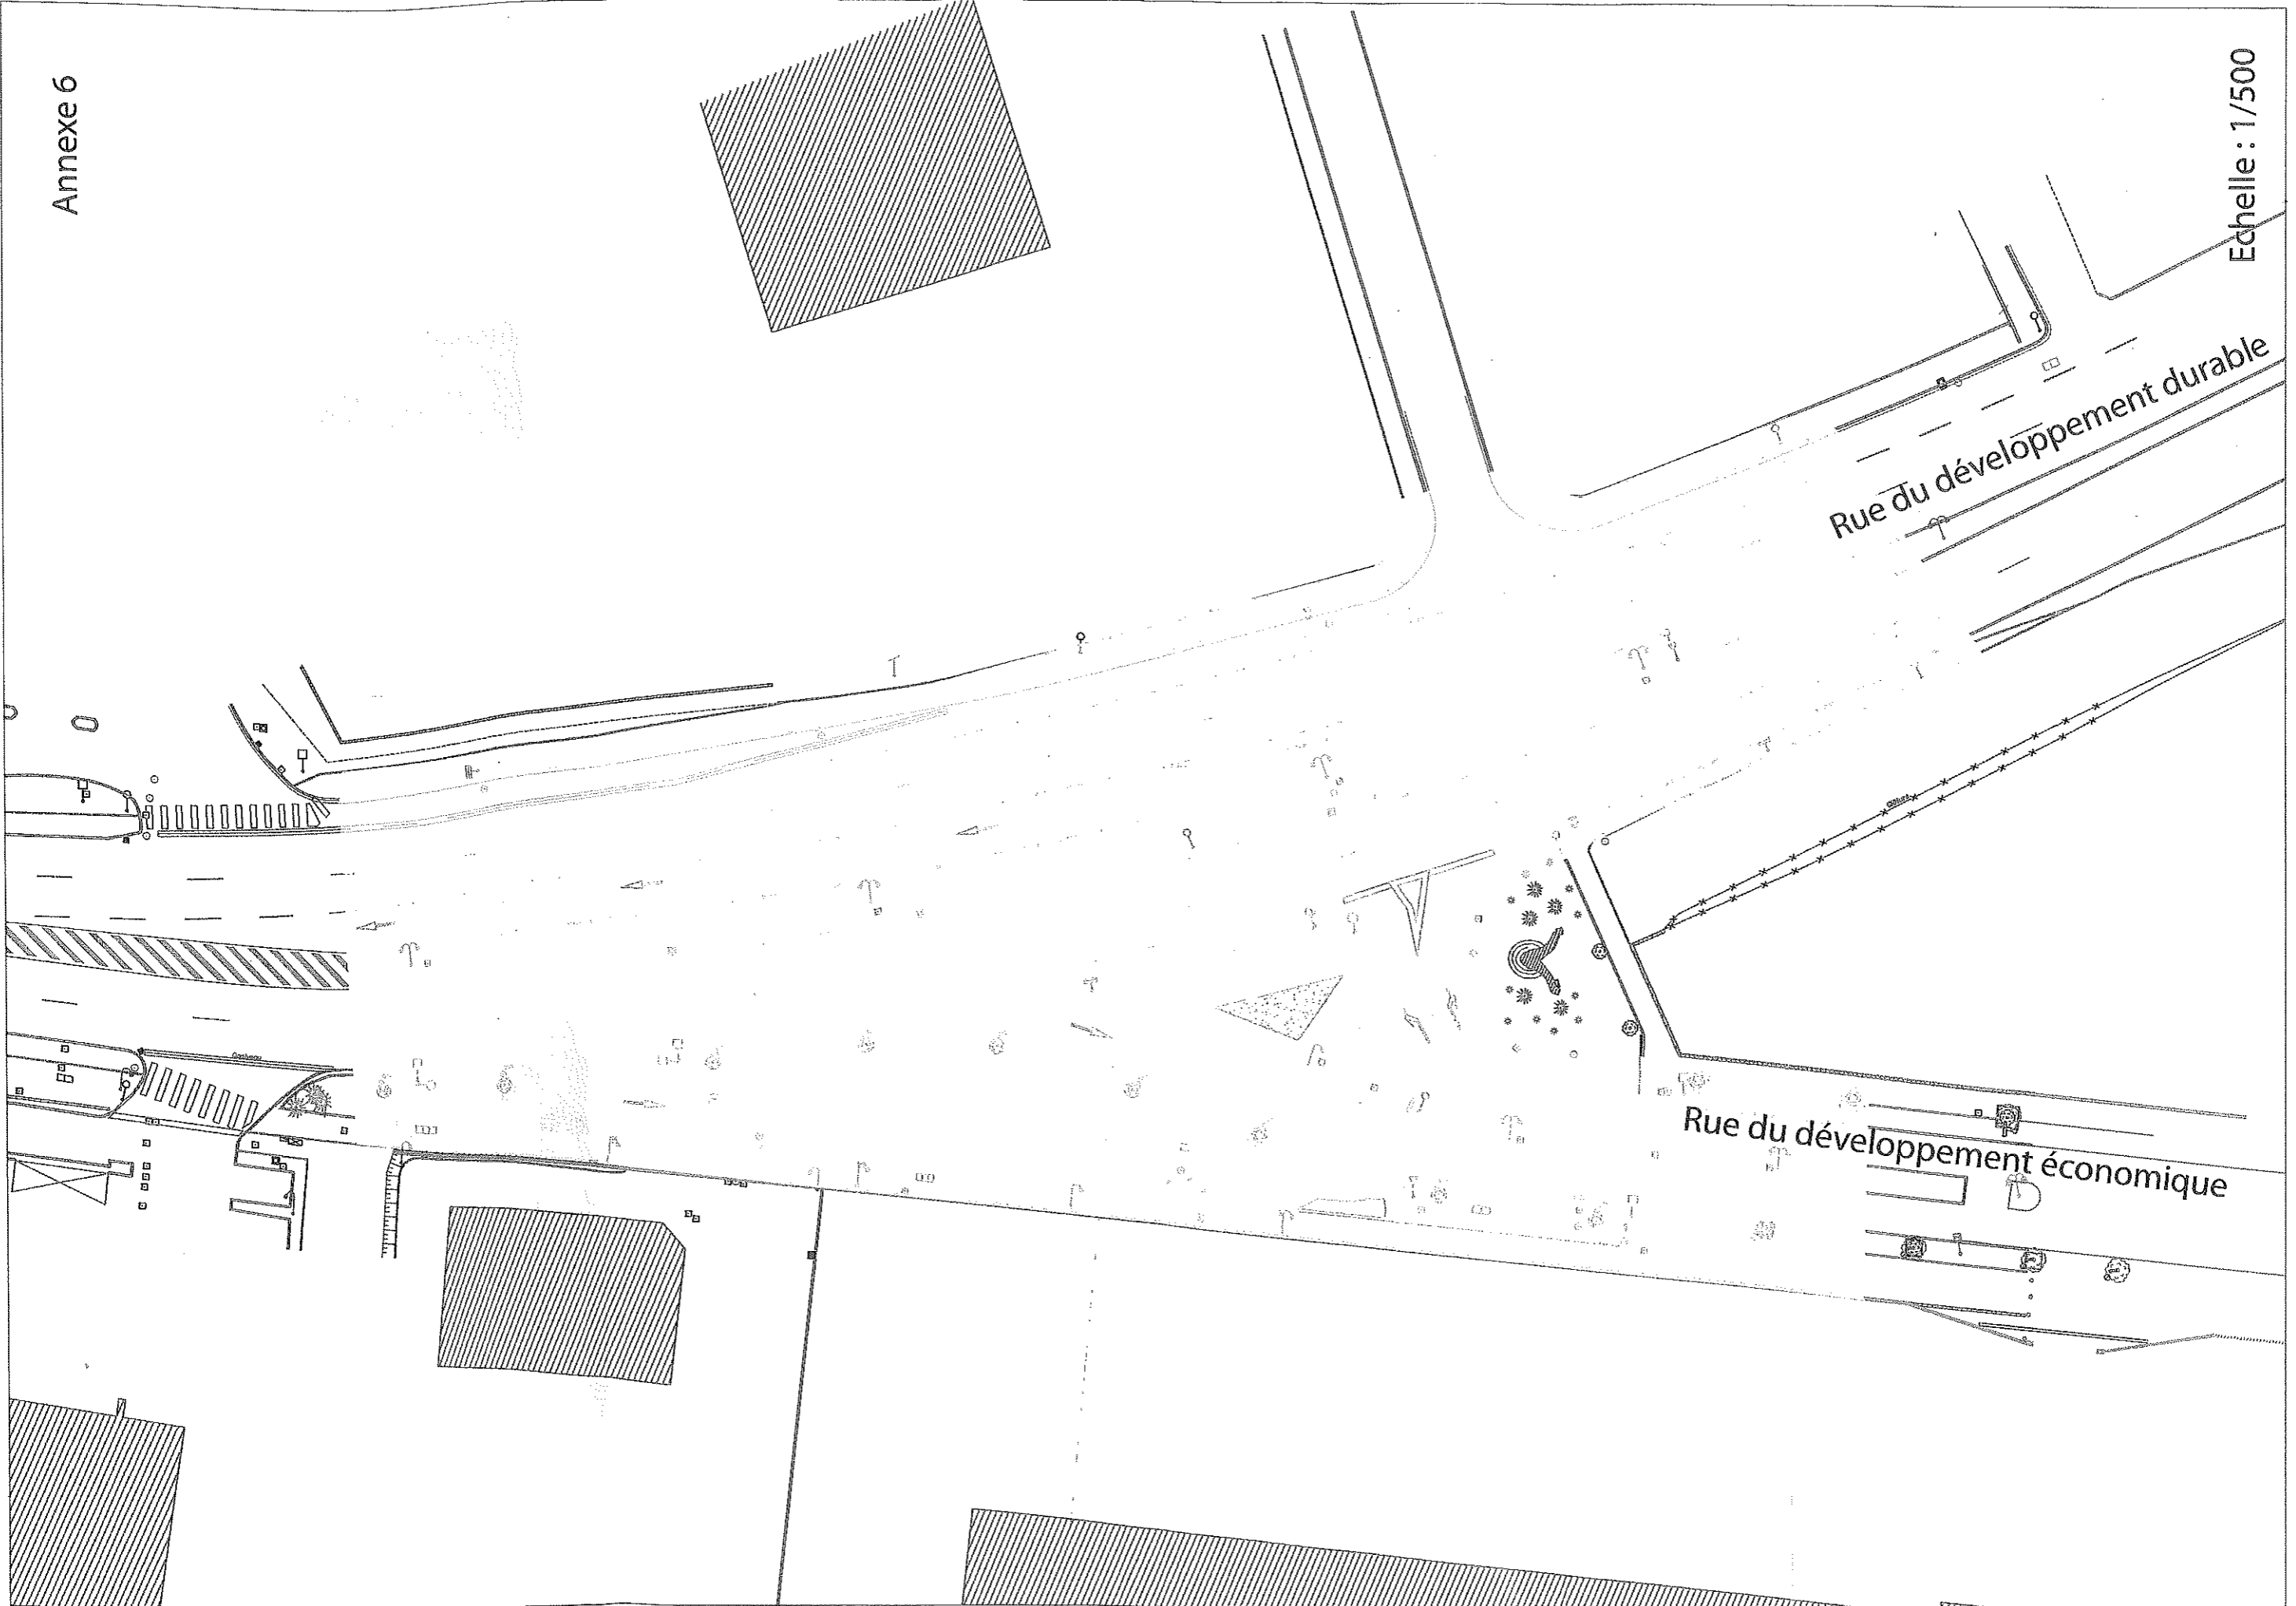 Annexe 6
Echelle : 1/500
Rue du développement durable
Rue du développement économique